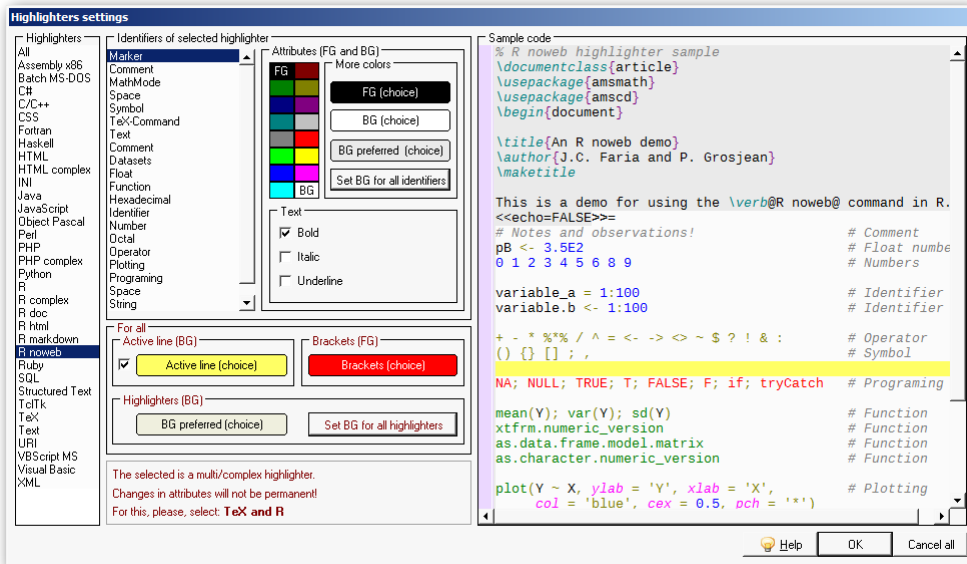 Highlighters settings
Highlighters
All
Assembly x86
Batch MS-DOS
C#
C/C++
CSS
Fortran
Haskell
HTML
HTML complex
INI
Java
JavaScript
Object Pascal
Perl
PHP
PHP complex
Python
R
R complex
R doc
R html
R markdown
R noweb
Ruby
SQL
Structured Text
TclTk
TeX
Text
URI
VBScript MS
Visual Basic
XML
Identifiers of selected highlighter
Marker
Comment
MathMode
Space
Symbol
TeX-Command
Text
Comment
Datasets
Float
Function
Hexadecimal
Identifier
Number
Octal
Operator
Plotting
Programing
Space
String
Attributes (FG and BG)
FG
BG
More colors
FG (choice)
BG (choice)
BG preferred (choice)
Set BG for all identifiers
Text
Bold
Italic
Underline
For all
Active line (BG)
Active line (choice)
Brackets (FG)
Brackets (choice)
Highlighters (BG)
BG preferred (choice)
Set BG for all highlighters
The selected is a multi/complex highlighter.
Changes in attributes will not be permanent!
For this, please, select: TeX and R
Sample code
% R noweb highlighter sample
\documentclass{article}
\usepackage{amsmath}
\usepackage{amscd}
\begin{document}
\title{An R noweb demo}
\author{J.C. Faria and P. Grosjean}
\maketitle
This is a demo for using the \verb@R noweb@ command in R.
<<echo=FALSE>>=
# Notes and observations! # Comment
pB <- 3.5E2 # Float numbe
0 1 2 3 4 5 6 8 9 # Numbers
variable_a = 1:100 # Identifier
variable.b <- 1:100 # Identifier
+ - * %*% / ^ = <- -> <> ~ $ ? ! & : # Operator
() {} [] ; , # Symbol
NA; NULL; TRUE; T; FALSE; F; if; tryCatch # Programing
mean(Y); var(Y); sd(Y) # Function
xtfrm.numeric_version # Function
as.data.frame.model.matrix # Function
as.character.numeric_version # Function
plot(Y ~ X, ylab = 'Y', xlab = 'X', # Plotting
col = 'blue', cex = 0.5, pch = '*')
Help
OK
Cancel all